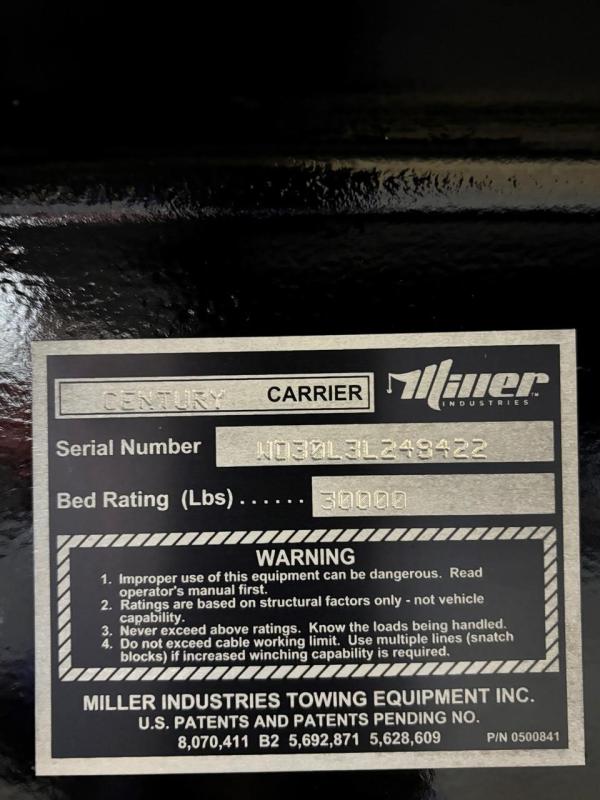 CENTURY CARRIER Miller
INDUSTRIES™
Serial Number WD30L3L249422
Bed Rating (Lbs) ...... 30000
WARNING
1. Improper use of this equipment can be dangerous. Read
operator's manual first.
2. Ratings are based on structural factors only - not vehicle
capability.
3. Never exceed above ratings. Know the loads being handled.
4. Do not exceed cable working limit. Use multiple lines (snatch
blocks) if increased winching capability is required.
MILLER INDUSTRIES TOWING EQUIPMENT INC.
U.S. PATENTS AND PATENTS PENDING NO.
8,070,411 B2 5,692,871 5,628,609 P/N 0500841